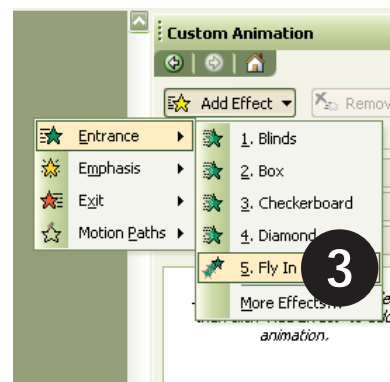 Custom Animation
Add Effect
Remov
Entrance
Emphasis
Exit
Motion Paths
1. Blinds
2. Box
3. Checkerboard
4. Diamond
5. Fly In
More Effects...
3
animation.